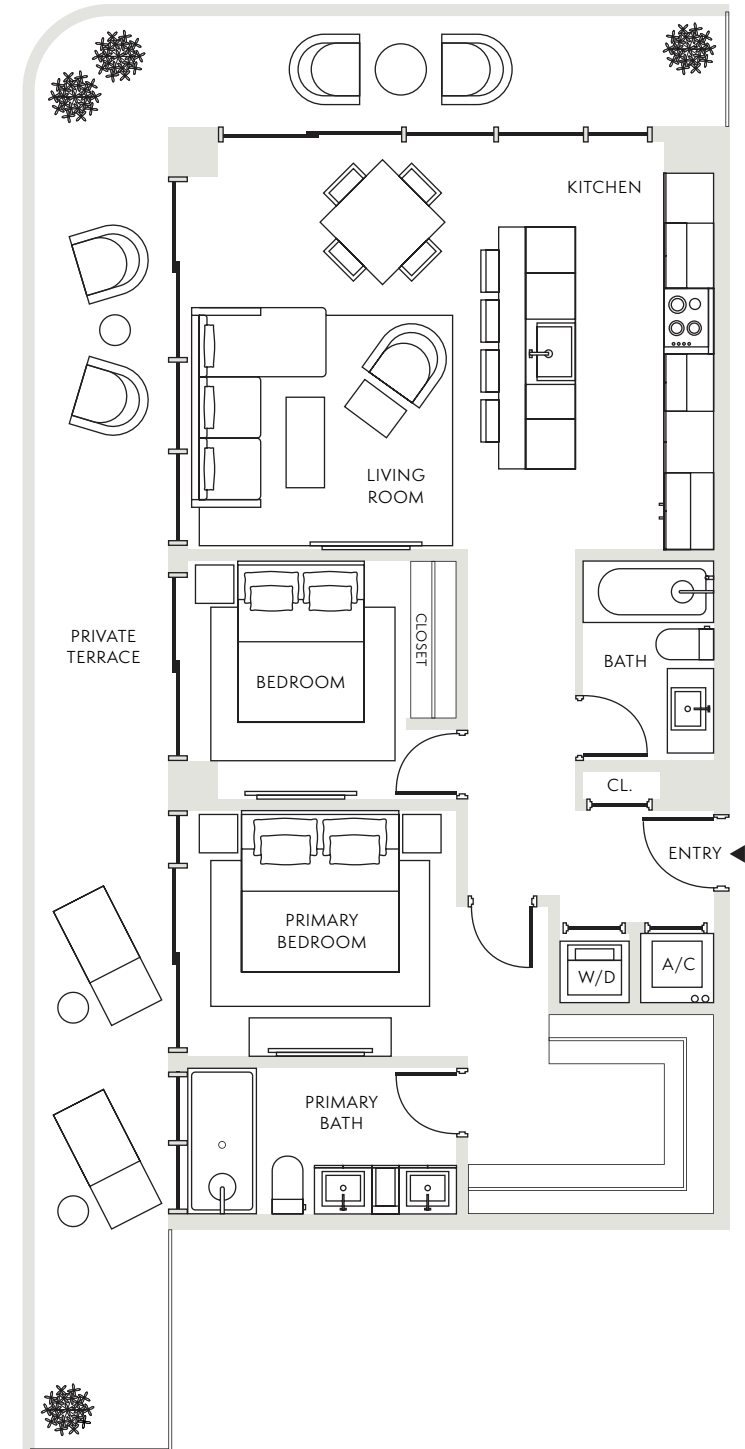 KITCHEN
LIVING
ROOM
PRIVATE
TERRACE
BEDROOM
CLOSET
BATH
CL.
ENTRY
PRIMARY
BEDROOM
W/D
A/C
PRIMARY
BATH